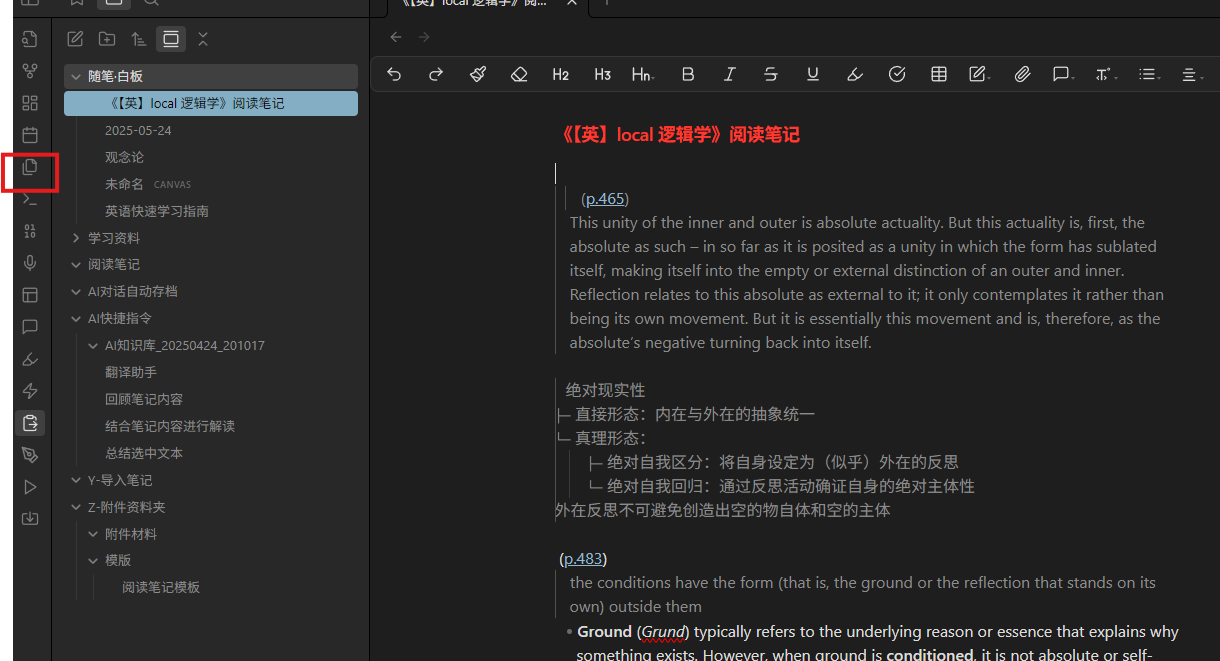 《【英】local 逻辑学》阅...
H2 H3 Hn
随笔·白板
《【英】local 逻辑学》阅读笔记
2025-05-24
观念论
未命名 CANVAS
英语快速学习指南
学习资料
阅读笔记
AI对话自动存档
AI快捷指令
AI知识库_20250424_201017
翻译助手
回顾笔记内容
结合笔记内容进行解读
总结选中文本
Y-导入笔记
Z-附件资料夹
附件材料
模版
阅读笔记模板
《【英】local 逻辑学》阅读笔记
(p.465)
This unity of the inner and outer is absolute actuality. But this actuality is, first, the
absolute as such – in so far as it is posited as a unity in which the form has sublated
itself, making itself into the empty or external distinction of an outer and inner.
Reflection relates to this absolute as external to it; it only contemplates it rather than
being its own movement. But it is essentially this movement and is, therefore, as the
absolute’s negative turning back into itself.
绝对现实性
├─ 直接形态：内在与外在的抽象统一
└─ 真理形态：
├─ 绝对自我区分：将自身设定为（似乎）外在的反思
└─ 绝对自我回归：通过反思活动确证自身的绝对主体性
外在反思不可避免创造出空的物自体和空的主体
(p.483)
the conditions have the form (that is, the ground or the reflection that stands on its
own) outside them
Ground (Grund) typically refers to the underlying reason or essence that explains why
something exists. However, when ground is conditioned, it is not absolute or self-